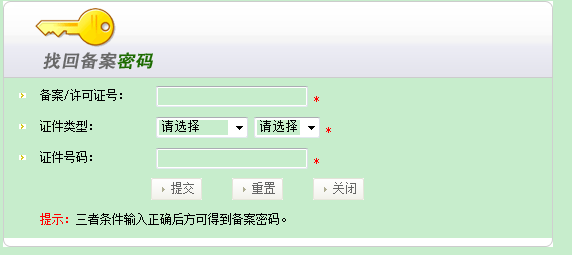 找回备案密码
备案/许可证号： *
证件类型： 请选择 请选择 *
证件号码： *
提交 重置 关闭
提示：三者条件输入正确后方可得到备案密码。